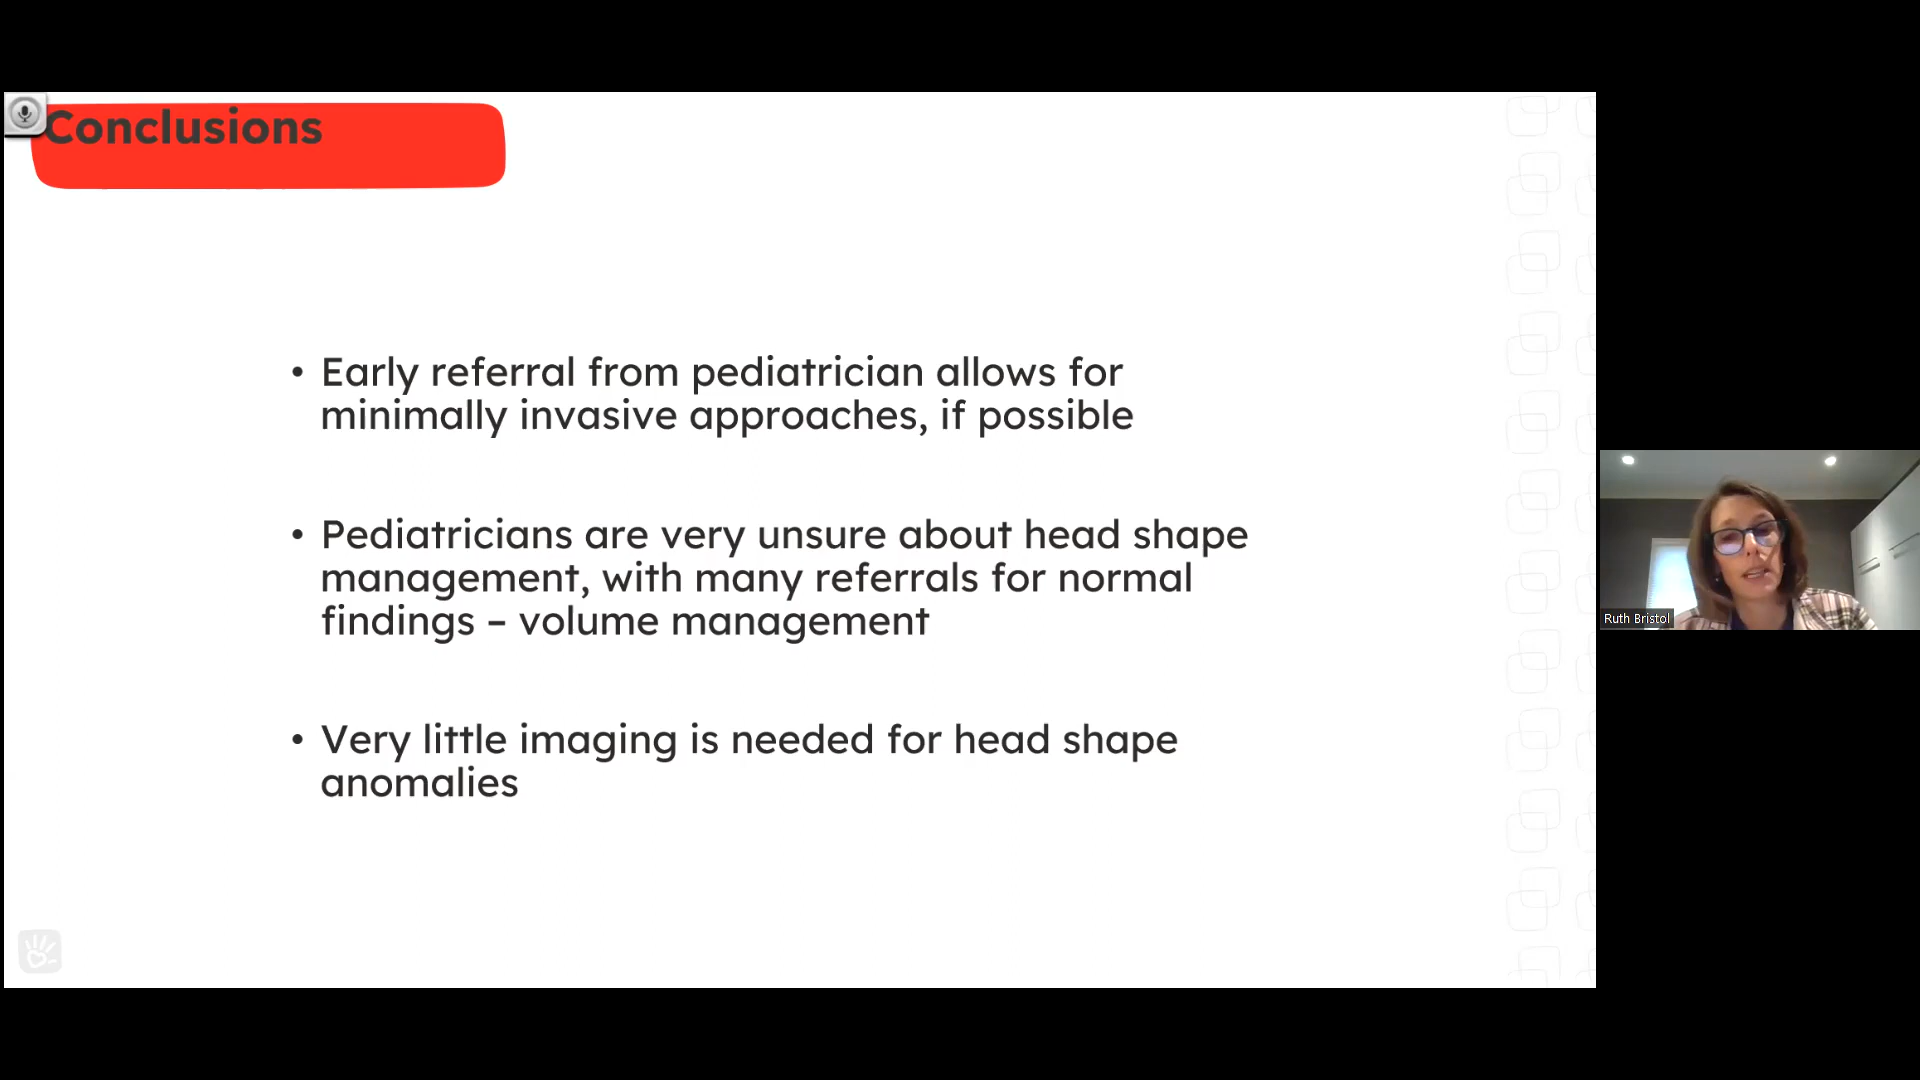 Conclusions
• Early referral from pediatrician allows for
minimally invasive approaches, if possible
• Pediatricians are very unsure about head shape
management, with many referrals for normal
findings – volume management
• Very little imaging is needed for head shape
anomalies
Ruth Bristol